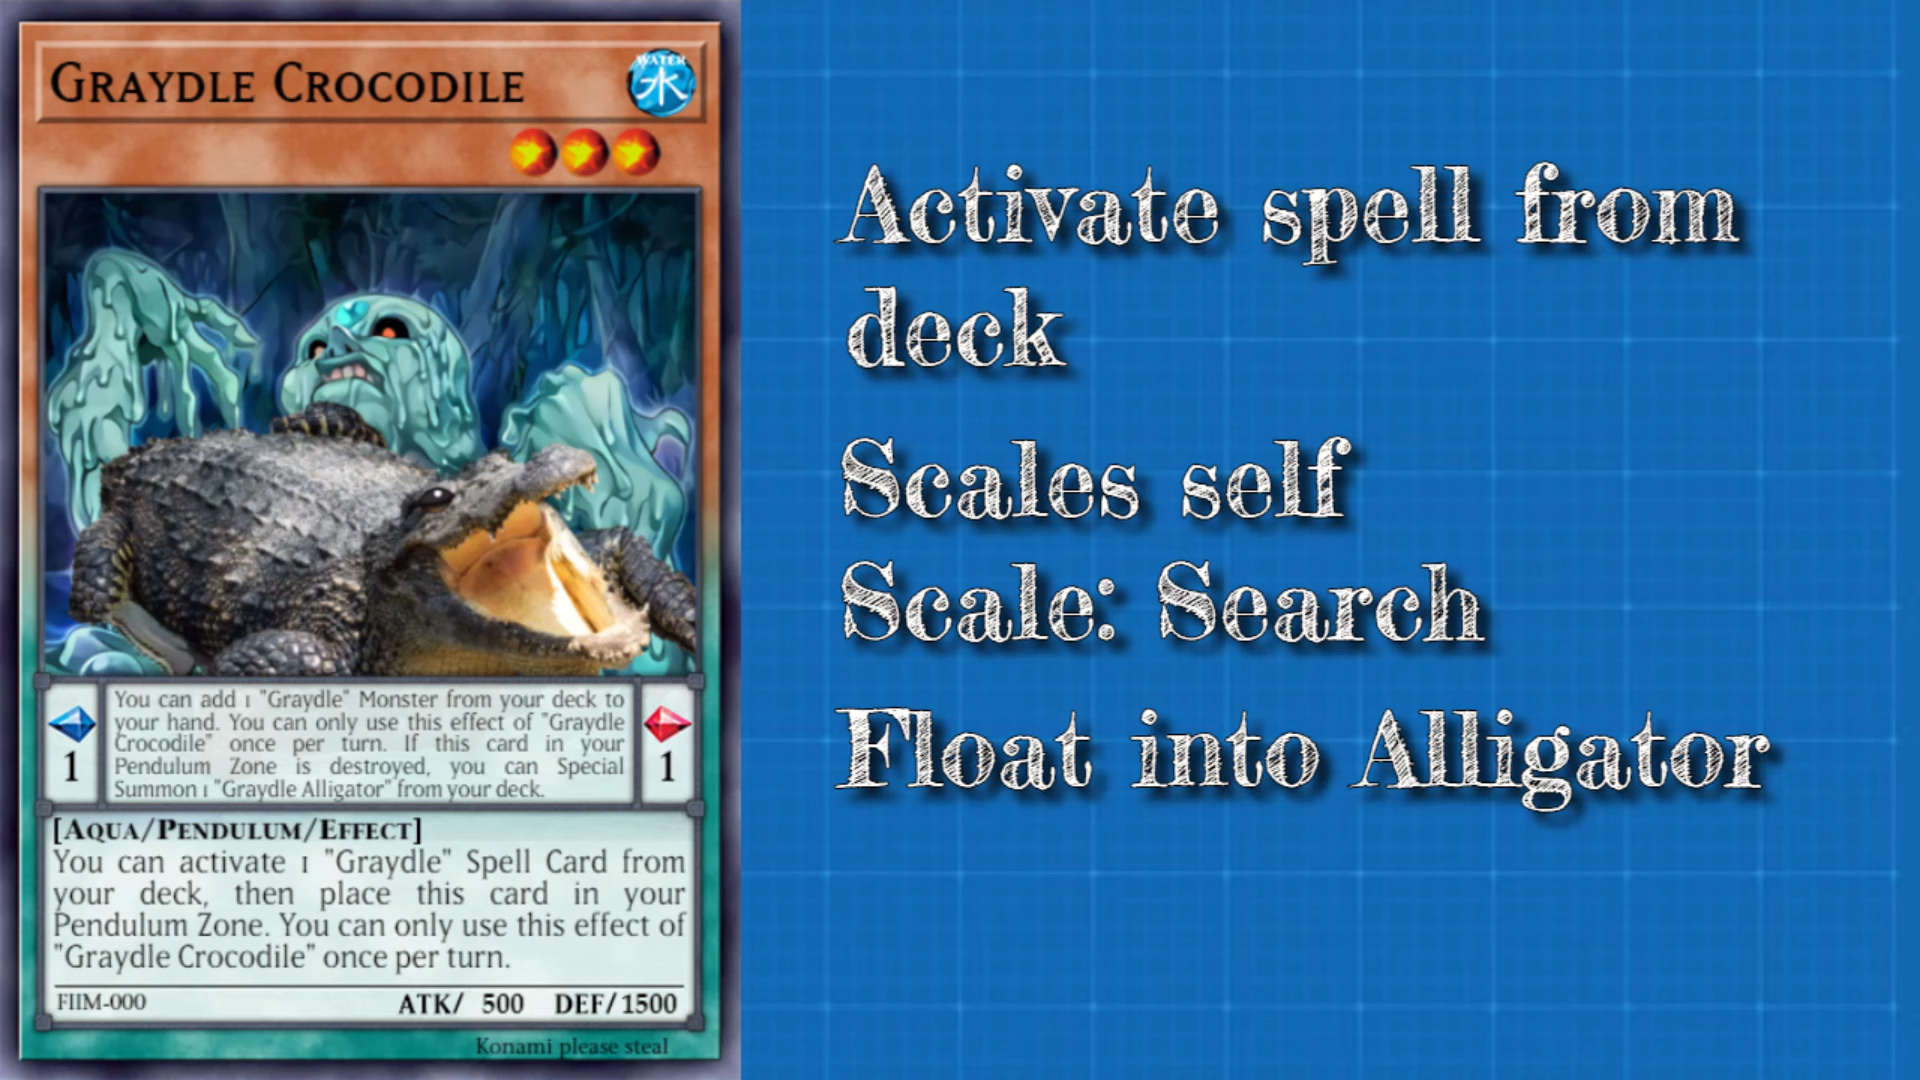 GRAYDLE CROCODILE
WATER
水
You can add 1 "Graydle" Monster from your deck to
your hand. You can only use this effect of "Graydle
Crocodile" once per turn. If this card in your
Pendulum Zone is destroyed, you can Special
Summon 1 "Graydle Alligator" from your deck.
1
1
[AQUA/PENDULUM/EFFECT]
You can activate 1 "Graydle" Spell Card from
your deck, then place this card in your
Pendulum Zone. You can only use this effect of
"Graydle Crocodile" once per turn.
FIIM-000
ATK/ 500 DEF/1500
Konami please steal
Activate spell from
deck
Scales self
Scale: Search
Float into Alligator